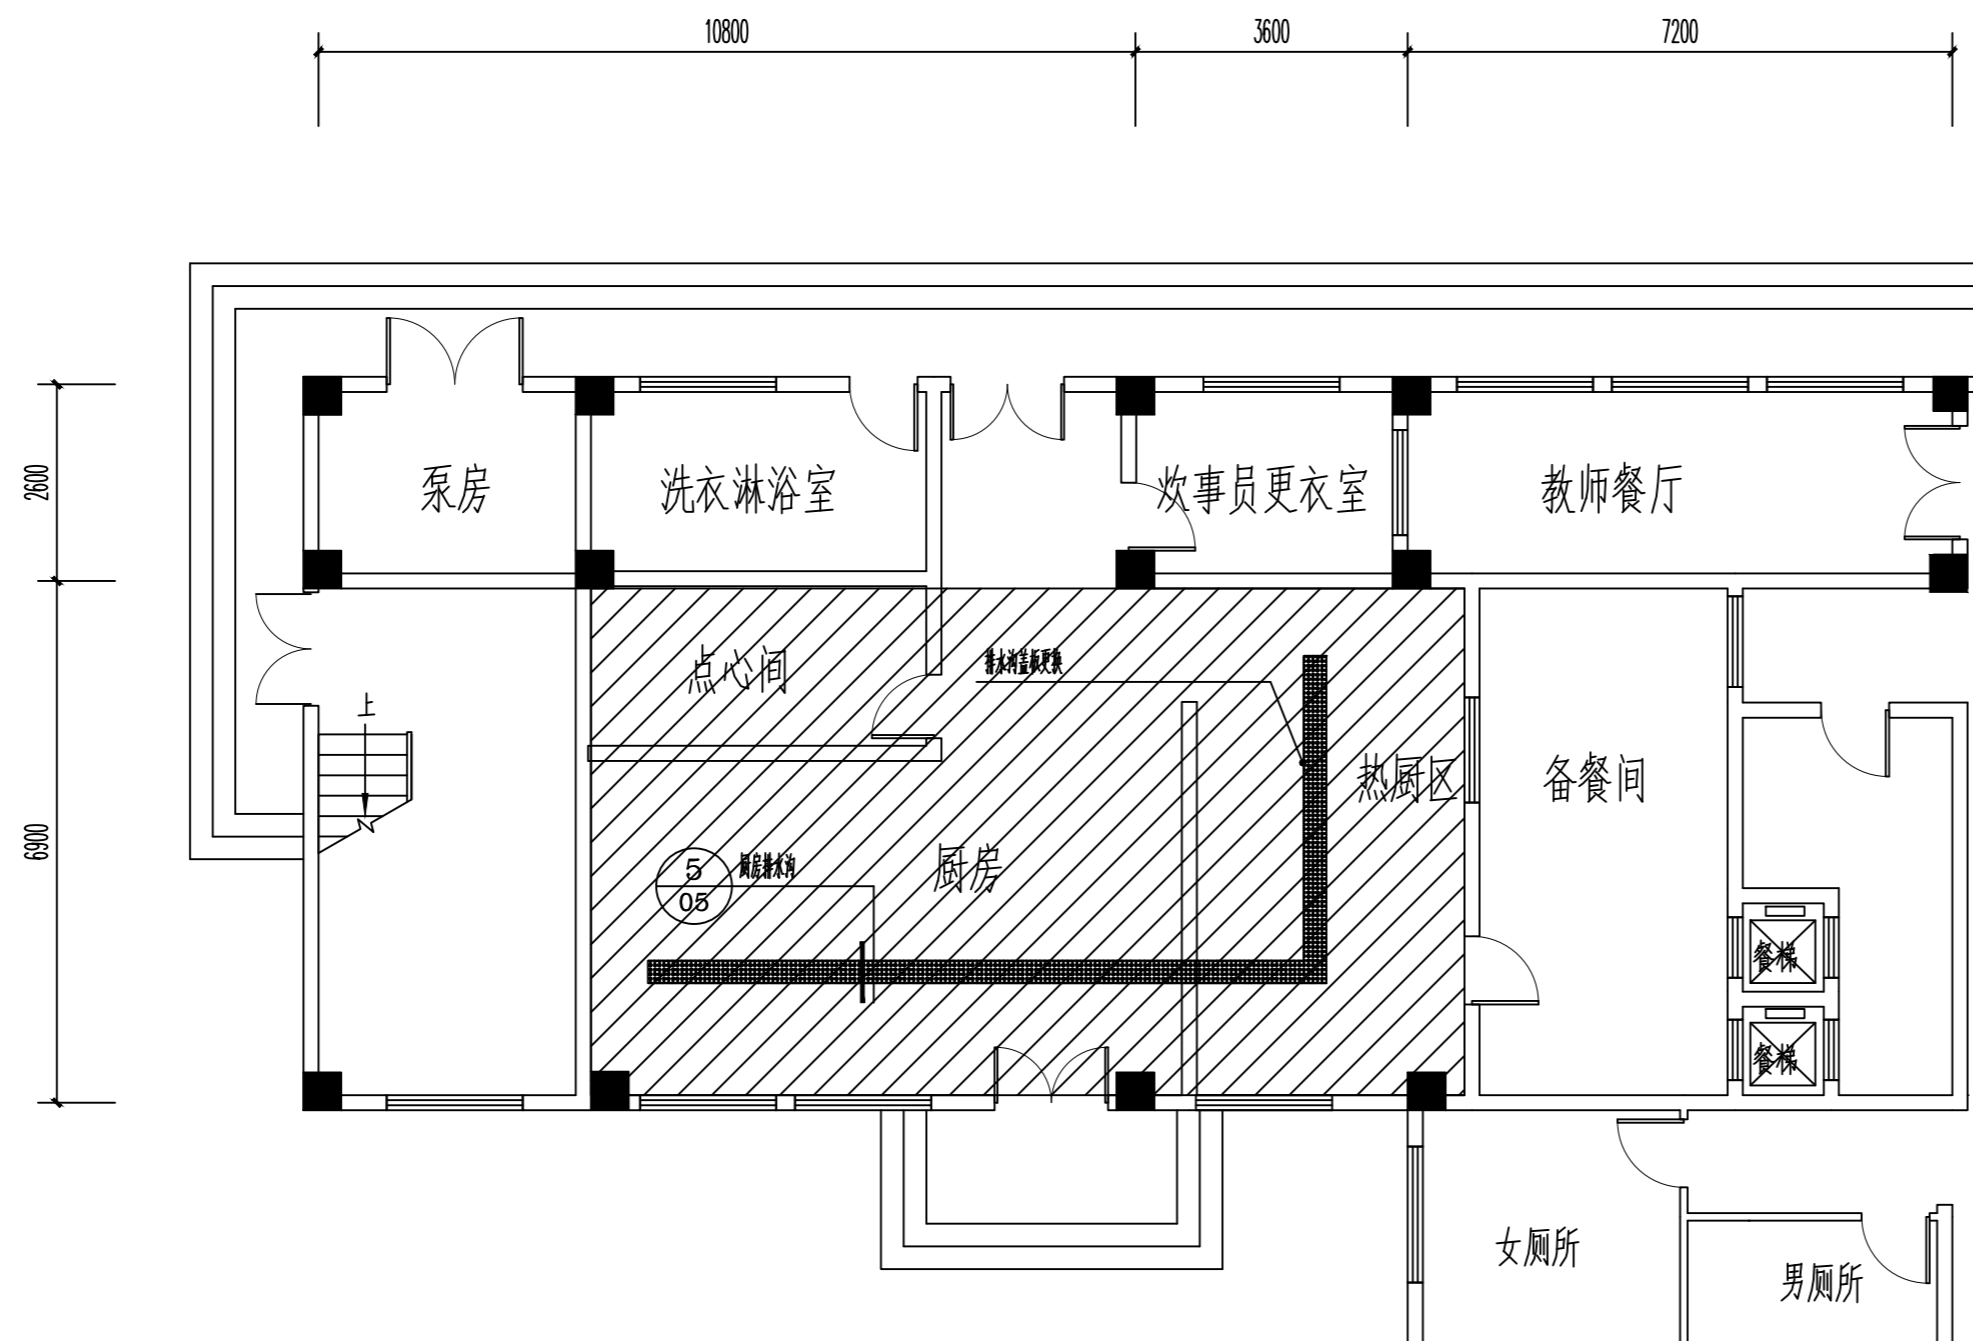 10800
3600
7200
2600
6900
泵房
洗衣淋浴室
炊事员更衣室
教师餐厅
点心间
排水沟盖板更换
上
热厨区
备餐间
厨房
5
05
厨房排水沟
餐梯
餐梯
女厕所
男厕所